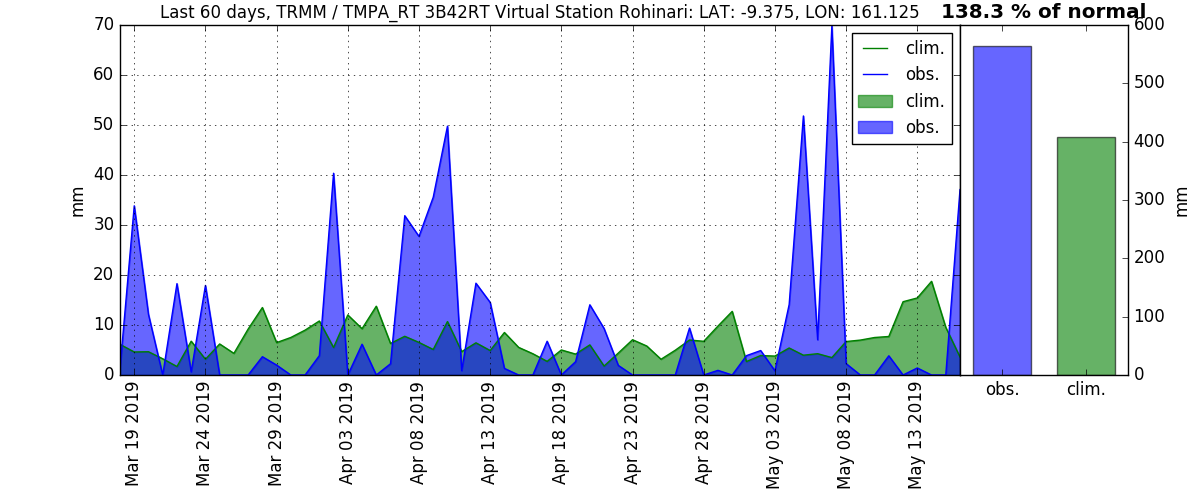 Last 60 days, TRMM / TMPA_RT 3B42RT Virtual Station Rohinari: LAT: -9.375, LON: 161.125
138.3 % of normal
70
60
50
40
30
20
10
0
mm
clim.
obs.
clim.
obs.
600
500
400
300
200
100
0
mm
obs.
clim.
Mar 19 2019
Mar 24 2019
Mar 29 2019
Apr 03 2019
Apr 08 2019
Apr 13 2019
Apr 18 2019
Apr 23 2019
Apr 28 2019
May 03 2019
May 08 2019
May 13 2019